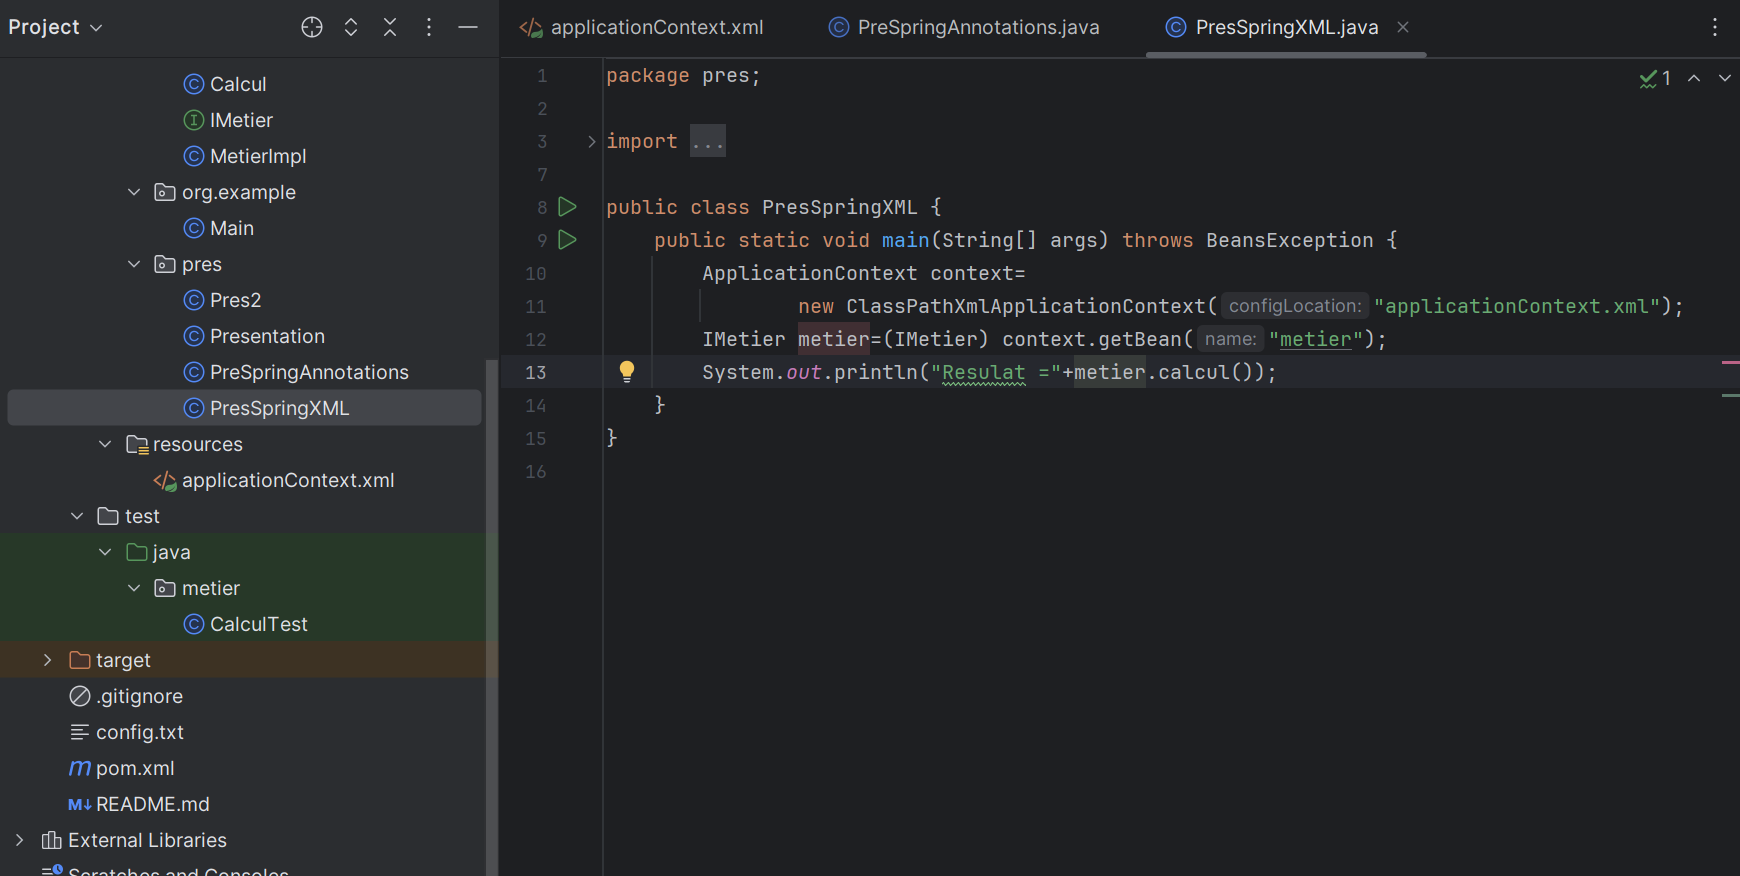 Project
applicationContext.xml
PreSpringAnnotations.java
PresSpringXML.java
Calcul
IMetier
MetierImpl
org.example
Main
pres
Pres2
Presentation
PreSpringAnnotations
PresSpringXML
resources
applicationContext.xml
test
java
metier
CalculTest
target
.gitignore
config.txt
pom.xml
README.md
External Libraries
Scratches and Consoles
1 package pres;
1
2
3 import ...
7
8 public class PresSpringXML {
9 public static void main(String[] args) throws BeansException {
10 ApplicationContext context=
11 new ClassPathXmlApplicationContext( configLocation: "applicationContext.xml");
12 IMetier metier=(IMetier) context.getBean( name: "metier");
13 System.out.println("Resulat ="+metier.calcul());
14 }
15 }
16